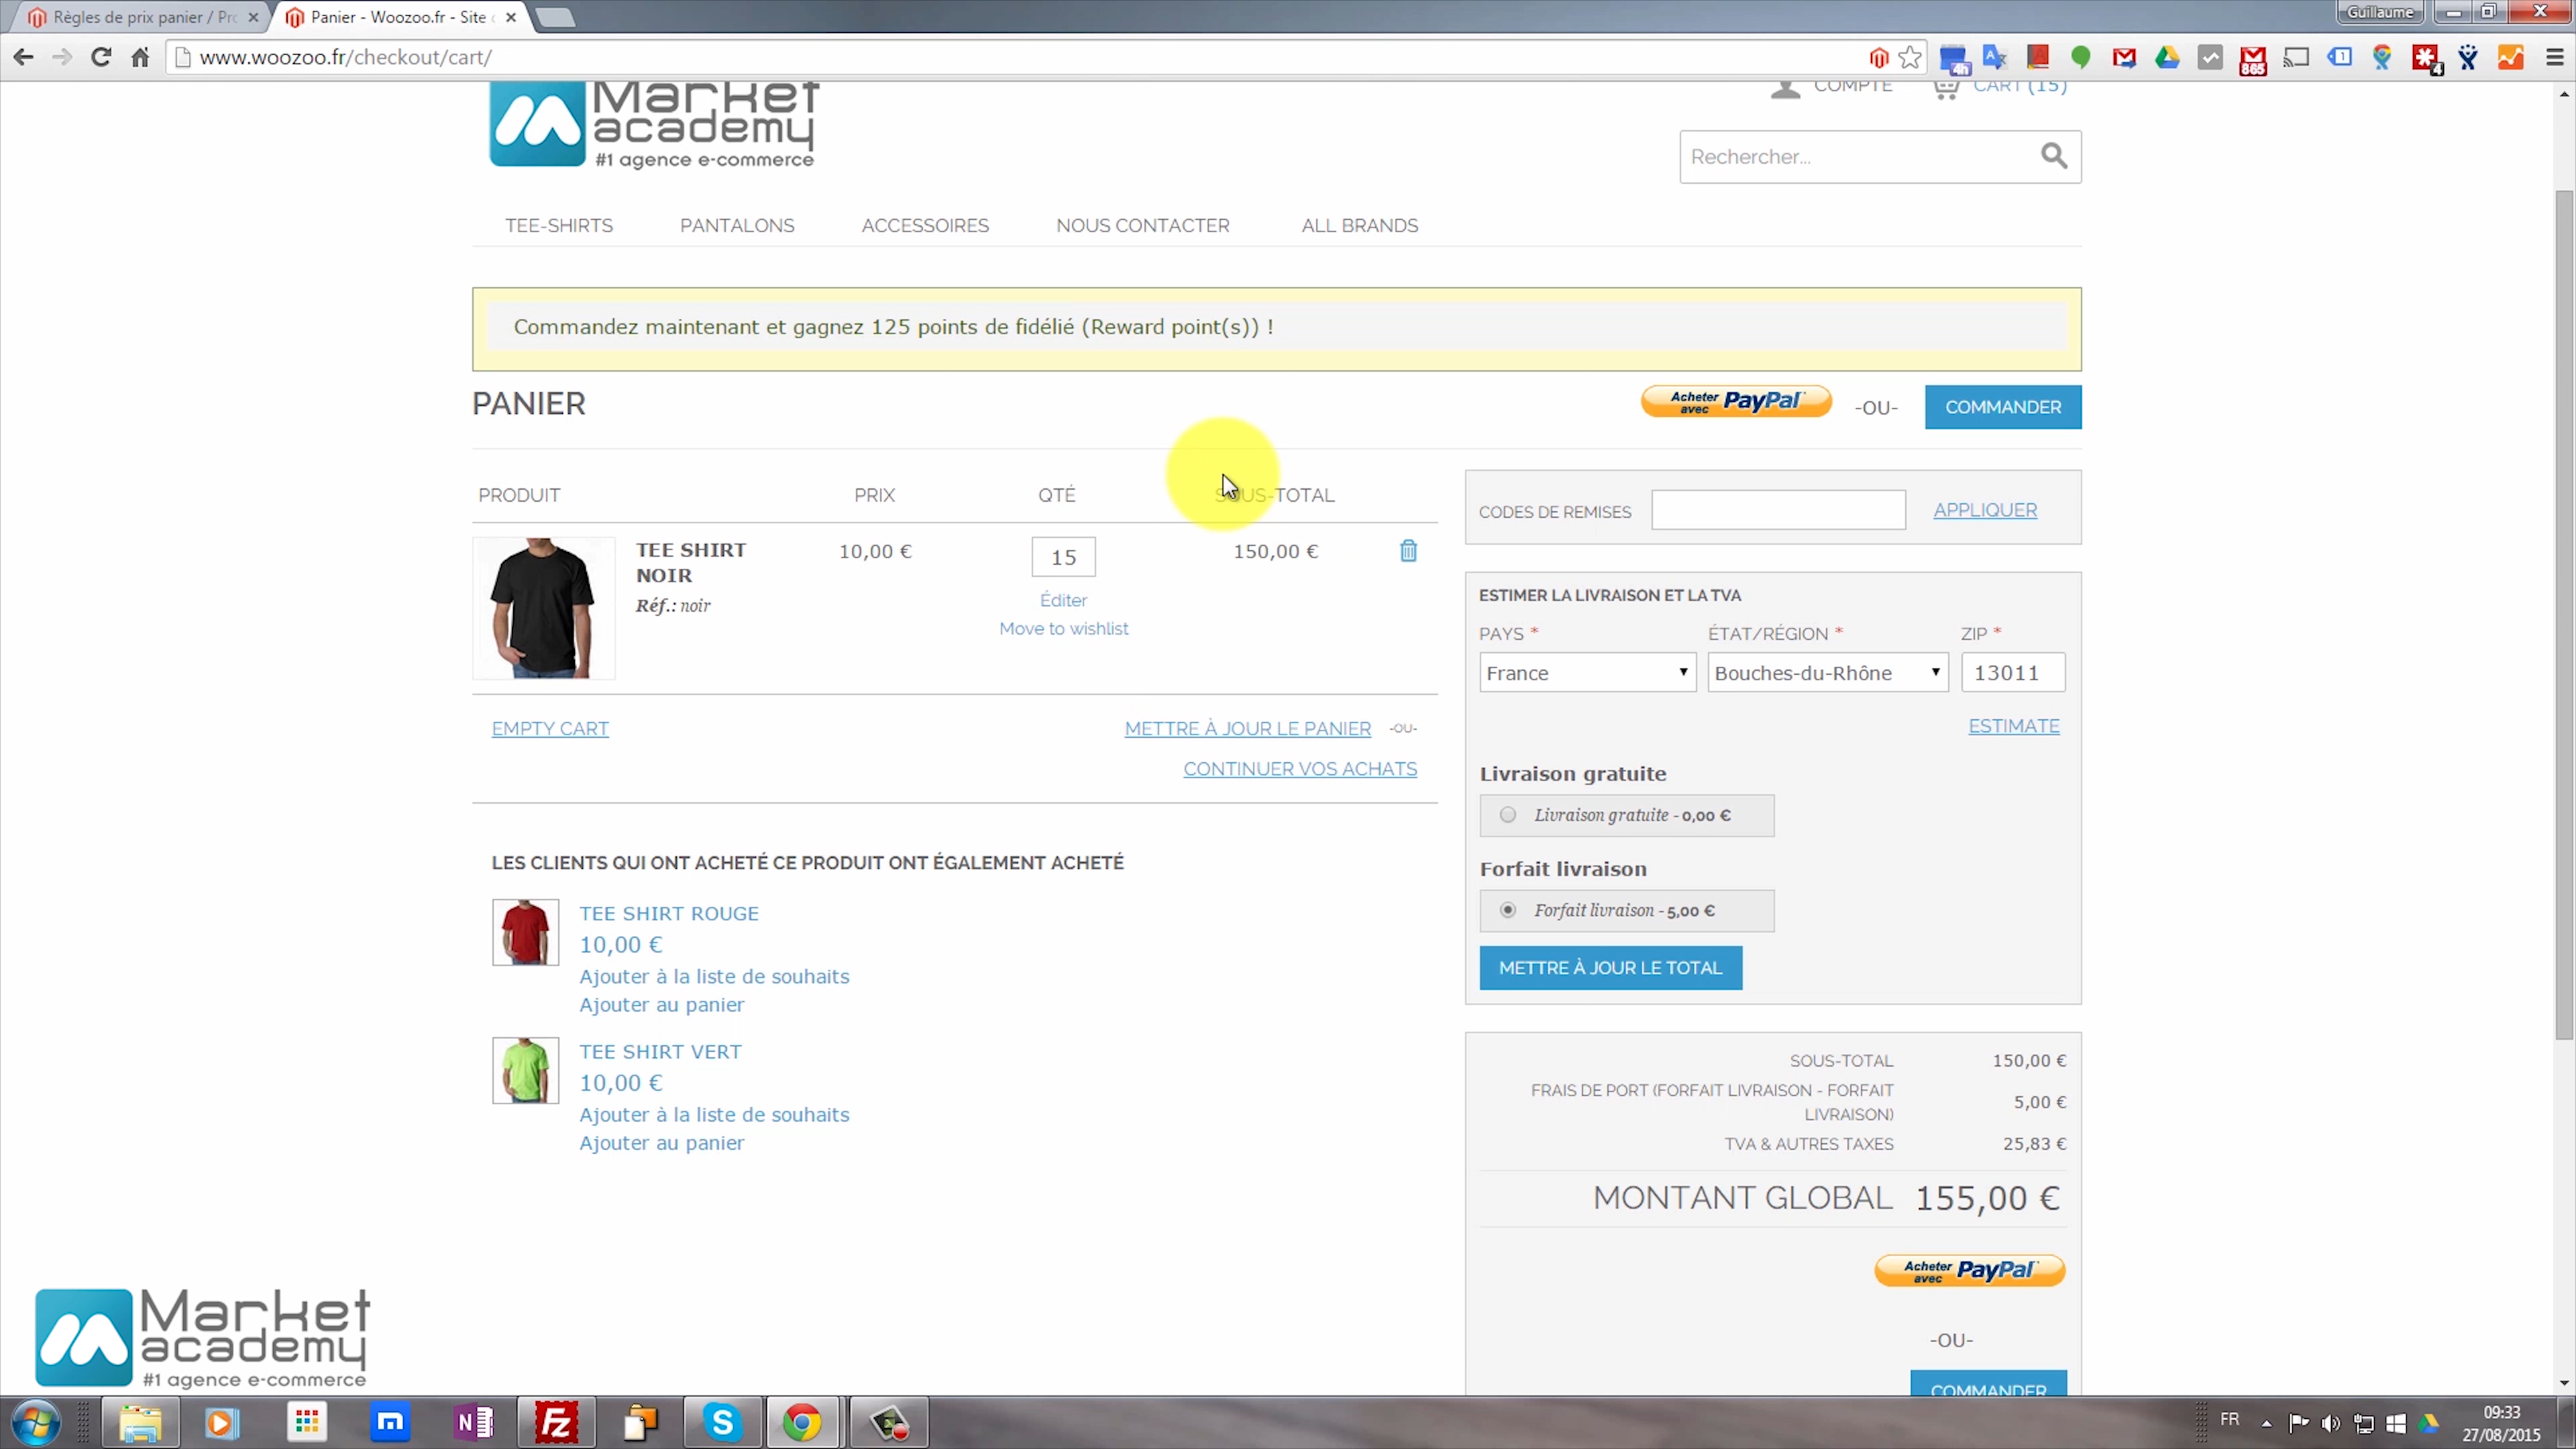 Règles de prix panier / Pro
Panier - Woozoo.fr - Site
Guillaume
www.woozoo.fr/checkout/cart/
4h
865
1
4
Market
academy
#1 agence e-commerce
COMPTE
CART (15)
Rechercher...
TEE-SHIRTS
PANTALONS
ACCESSOIRES
NOUS CONTACTER
ALL BRANDS
Commandez maintenant et gagnez 125 points de fidélié (Reward point(s)) !
PANIER
Acheter avec PayPal
-OU-
COMMANDER
PRODUIT
PRIX
QTÉ
SOUS-TOTAL
TEE SHIRT
NOIR
Réf.: noir
10,00 €
15
150,00 €
Éditer
Move to wishlist
EMPTY CART
METTRE À JOUR LE PANIER
-OU-
CONTINUER VOS ACHATS
LES CLIENTS QUI ONT ACHETÉ CE PRODUIT ONT ÉGALEMENT ACHETÉ
TEE SHIRT ROUGE
10,00 €
Ajouter à la liste de souhaits
Ajouter au panier
TEE SHIRT VERT
10,00 €
Ajouter à la liste de souhaits
Ajouter au panier
CODES DE REMISES
APPLIQUER
ESTIMER LA LIVRAISON ET LA TVA
PAYS *
ÉTAT/RÉGION *
ZIP *
France
Bouches-du-Rhône
13011
ESTIMATE
Livraison gratuite
Livraison gratuite - 0,00 €
Forfait livraison
Forfait livraison - 5,00 €
METTRE À JOUR LE TOTAL
SOUS-TOTAL 150,00 €
FRAIS DE PORT (FORFAIT LIVRAISON - FORFAIT
LIVRAISON) 5,00 €
TVA & AUTRES TAXES 25,83 €
MONTANT GLOBAL 155,00 €
Acheter avec PayPal
-OU-
COMMANDER
Market
academy
#1 agence e-commerce
FR
09:33
27/08/2015